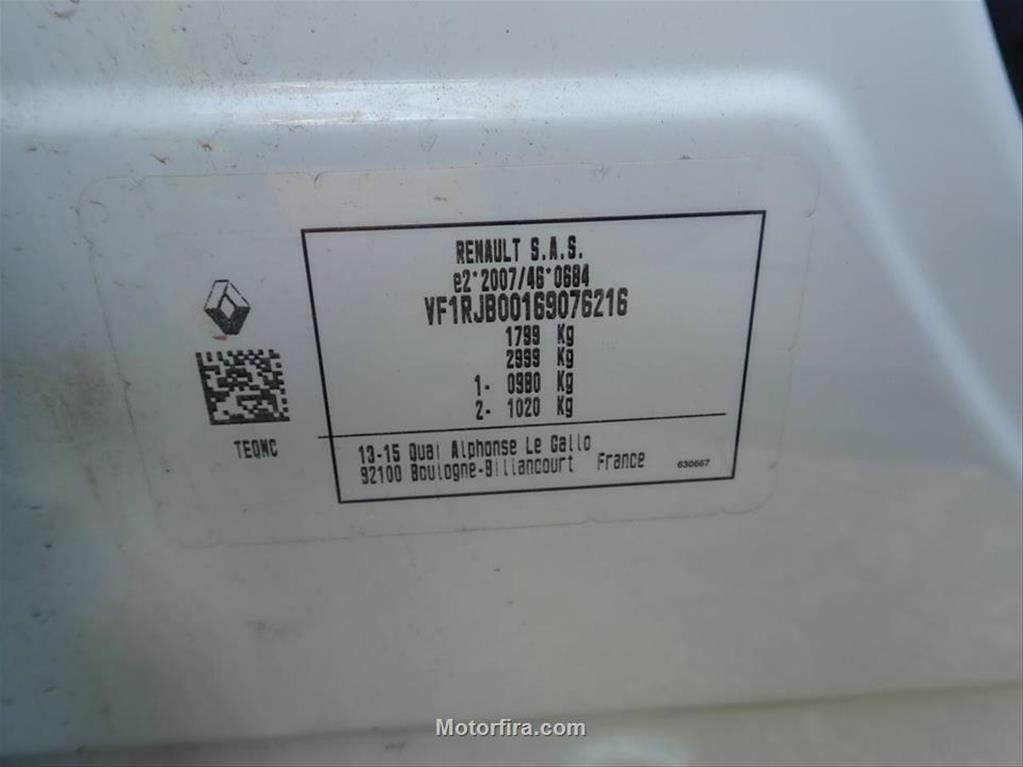 RENAULT S.A.S.
e2*2007/46*0684
VF1RJB00169076216
1799 Kg
2999 Kg
1- 0980 Kg
2- 1020 Kg
TEQWC
13-15 Quai Alphonse Le Gallo
92100 Boulogne-Billancourt France
630667
Motorfira.com